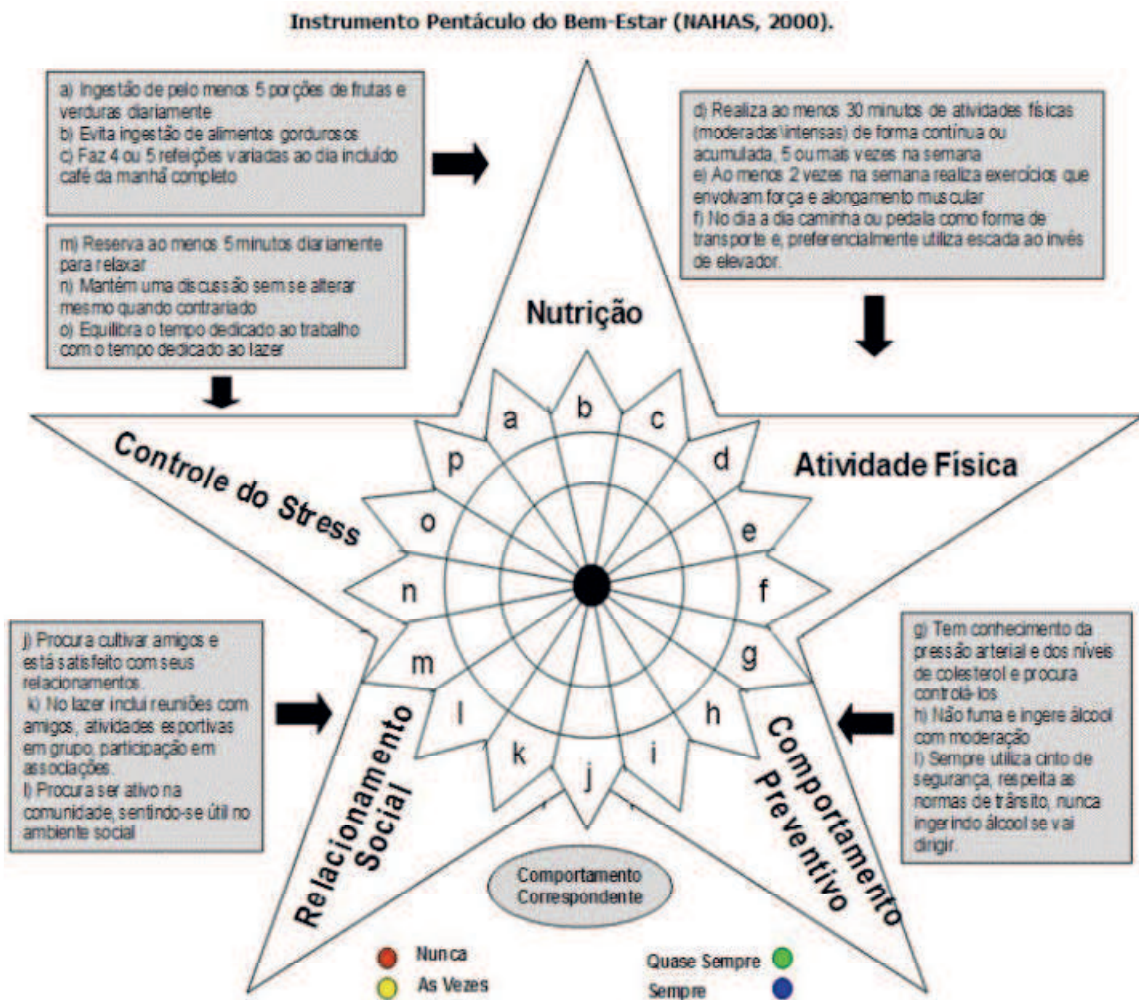 Instrumento Pentáculo do Bem-Estar (NAHAS, 2000).
a) Ingestão de pelo menos 5 porções de frutas e
verduras diariamente
b) Evita ingestão de alimentos gordurosos
c) Faz 4 ou 5 refeições variadas ao dia incluído
café da manhã completo
d) Realiza ao menos 30 minutos de atividades físicas
(moderadas\intensas) de forma contínua ou
acumulada, 5 ou mais vezes na semana
e) Ao menos 2 vezes na semana realiza exercícios que
envolvam força e alongamento muscular
f) No dia a dia caminha ou pedala como forma de
transporte e, preferencialmente utiliza escada ao invés
de elevador.
m) Reserva ao menos 5 minutos diariamente
para relaxar
n) Mantém uma discussão sem se alterar
mesmo quando contrariado
o) Equilibra o tempo dedicado ao trabalho
com o tempo dedicado ao lazer
Nutrição
Controle do Stress
Atividade Física
a
b
c
d
e
f
g
h
i
j
k
l
m
n
o
p
j) Procura cultivar amigos e
está satisfeito com seus
relacionamentos.
k) No lazer inclui reuniões com
amigos, atividades esportivas
em grupo, participação em
associações.
l) Procura ser ativo na
comunidade, sentindo-se útil no
ambiente social
g) Tem conhecimento da
pressão arterial e dos níveis
de colesterol e procura
controlá-los
h) Não fuma e ingere álcool
com moderação
I) Sempre utiliza cinto de
segurança, respeita as
normas de trânsito, nunca
ingerindo álcool se vai
dirigir.
Relacionamento
Social
Comportamento
Preventivo
Comportamento
Correspondente
Nunca
As Vezes
Quase Sempre
Sempre